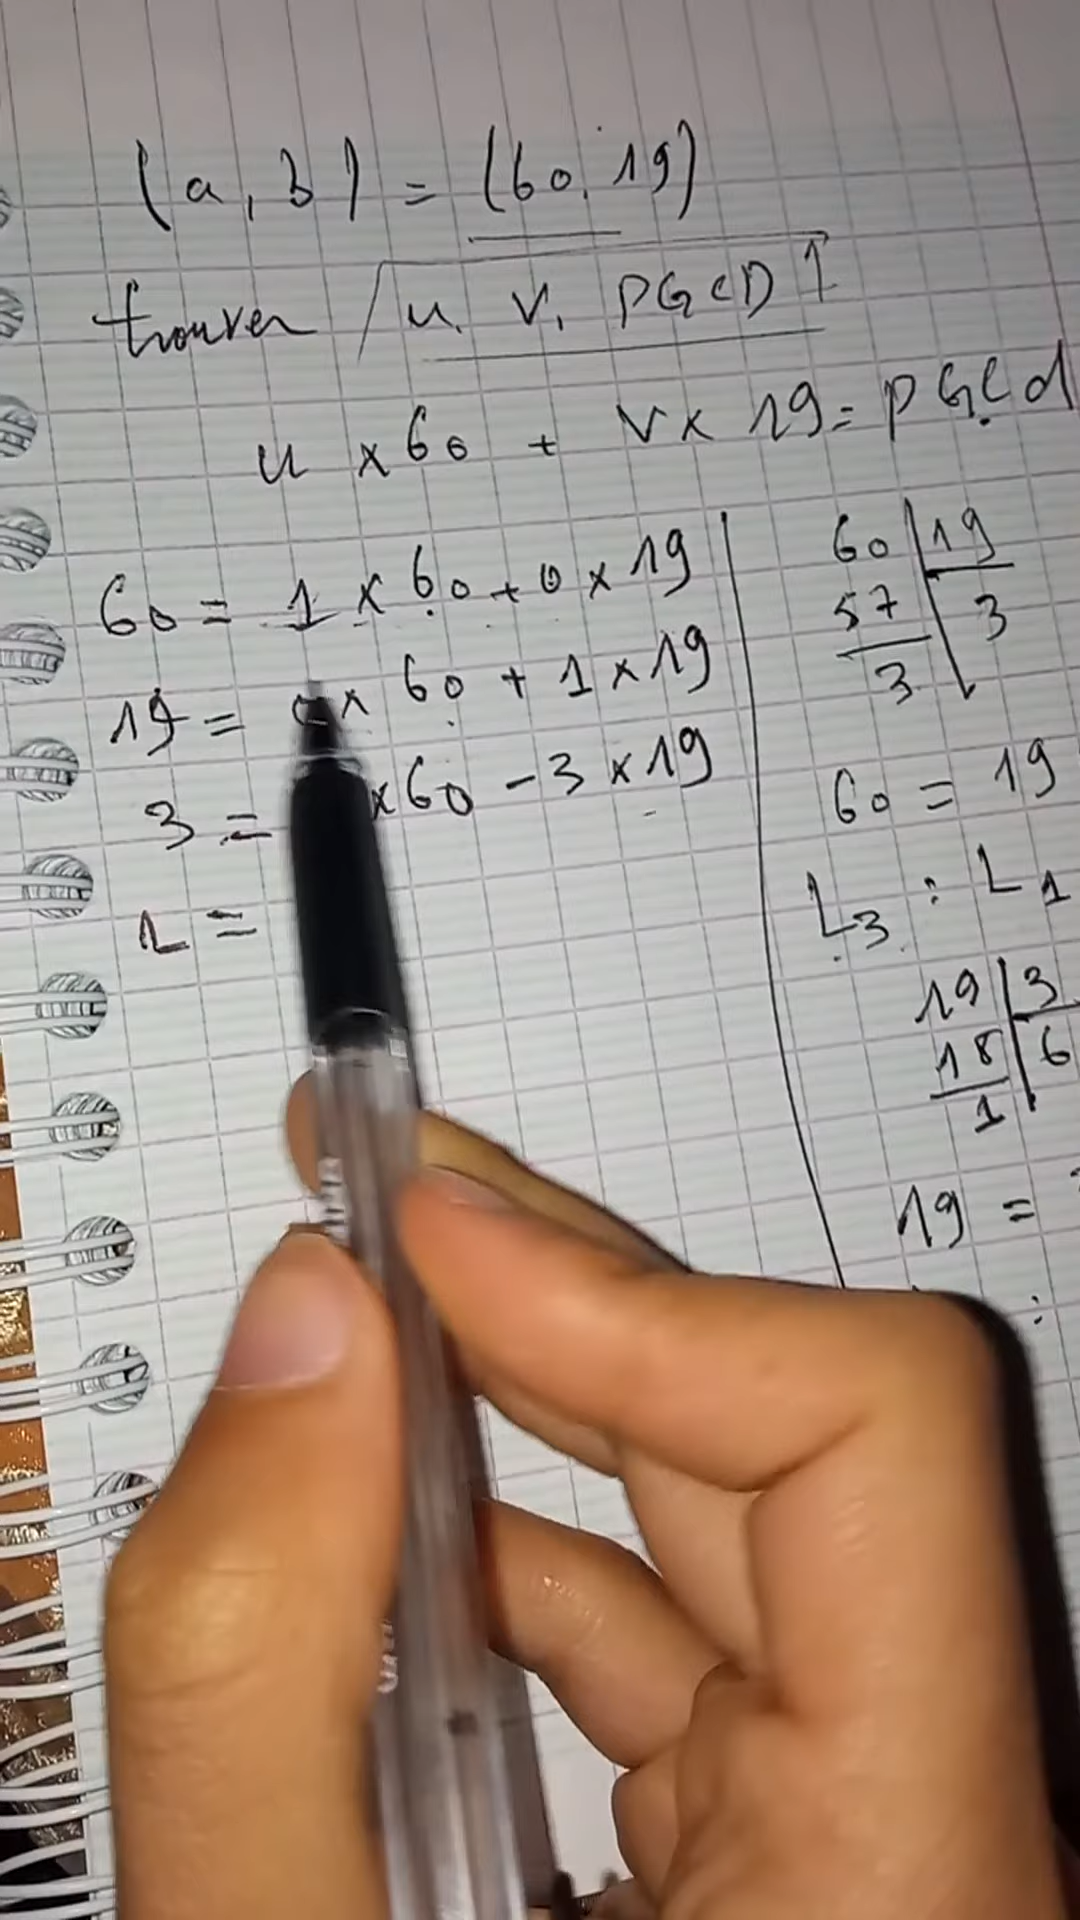 (a, b) = (60, 19)
trouver u, v, PGCD
u × 60 + v × 19 = PGCd
60 = 1 × 60 + 0 × 19
19 = 0 × 60 + 1 × 19
3 = × 60 - 3 × 19
1 =
60 | 19
57 | 3
3
60 = 19
L3 : L1
19 | 3
18 | 6
1
19 =
: